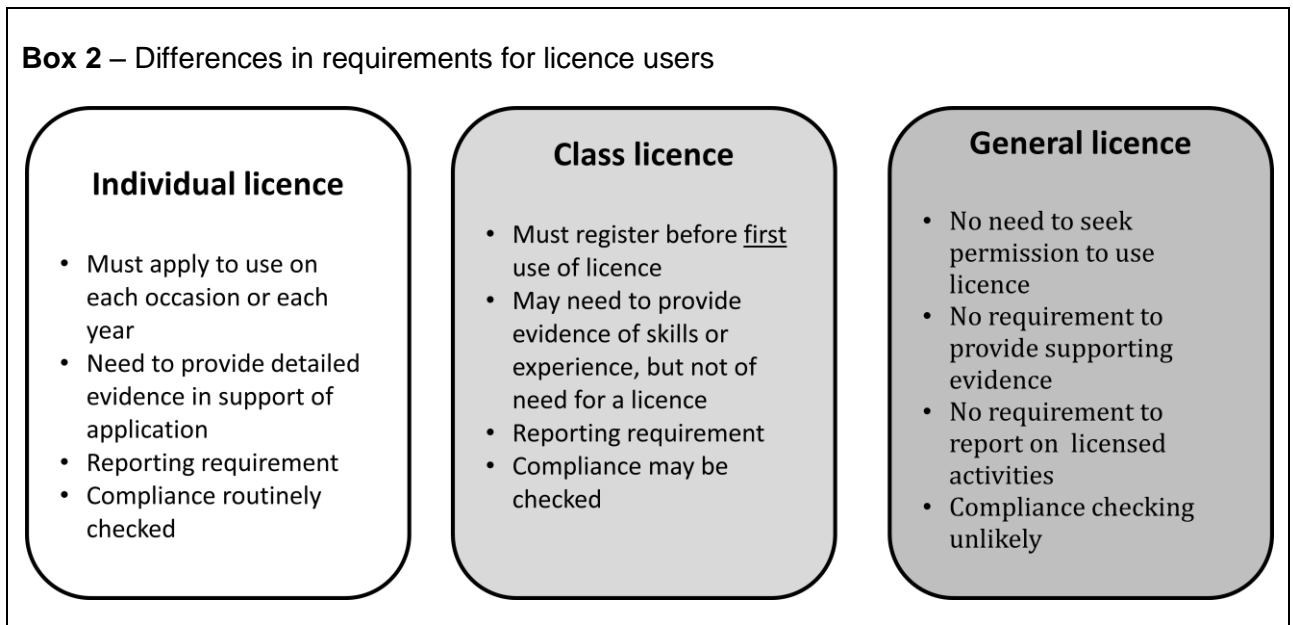 Box 2 – Differences in requirements for licence users
Individual licence
• Must apply to use on
each occasion or each
year
• Need to provide detailed
evidence in support of
application
• Reporting requirement
• Compliance routinely
checked
Class licence
• Must register before first
use of licence
• May need to provide
evidence of skills or
experience, but not of
need for a licence
• Reporting requirement
• Compliance may be
checked
General licence
• No need to seek
permission to use
licence
• No requirement to
provide supporting
evidence
• No requirement to
report on licensed
activities
• Compliance checking
unlikely